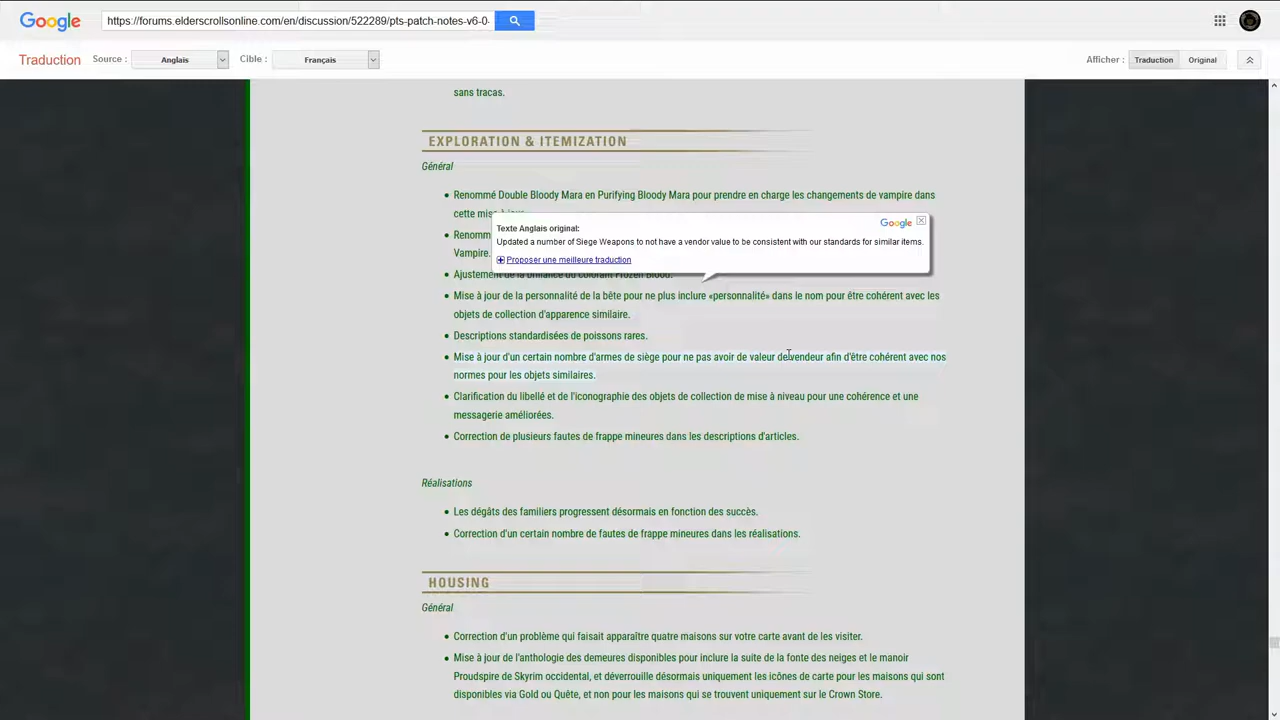 Google
https://forums.elderscrollsonline.com/en/discussion/522289/pts-patch-notes-v6-0-
Traduction
Source :
Anglais
Cible :
Français
Afficher :
Traduction
Original
sans tracas.
EXPLORATION & ITEMIZATION
Général
Renommé Double Bloody Mara en Purifying Bloody Mara pour prendre en charge les changements de vampire dans
cette mise à jour.
Google
Texte Anglais original:
Updated a number of Siege Weapons to not have a vendor value to be consistent with our standards for similar items.
Proposer une meilleure traduction
Vampire.
Ajustement de la brillance du colorant Frozen Blood.
Mise à jour de la personnalité de la bête pour ne plus inclure «personnalité» dans le nom pour être cohérent avec les
objets de collection d'apparence similaire.
Descriptions standardisées de poissons rares.
Mise à jour d'un certain nombre d'armes de siège pour ne pas avoir de valeur de vendeur afin d'être cohérent avec nos
normes pour les objets similaires.
Clarification du libellé et de l'iconographie des objets de collection de mise à niveau pour une cohérence et une
messagerie améliorées.
Correction de plusieurs fautes de frappe mineures dans les descriptions d'articles.
Réalisations
Les dégâts des familiers progressent désormais en fonction des succès.
Correction d'un certain nombre de fautes de frappe mineures dans les réalisations.
HOUSING
Général
Correction d'un problème qui faisait apparaître quatre maisons sur votre carte avant de les visiter.
Mise à jour de l'anthologie des demeures disponibles pour inclure la suite de la fonte des neiges et le manoir
Proudspire de Skyrim occidental, et déverrouille désormais uniquement les icônes de carte pour les maisons qui sont
disponibles via Gold ou Quête, et non pour les maisons qui se trouvent uniquement sur le Crown Store.